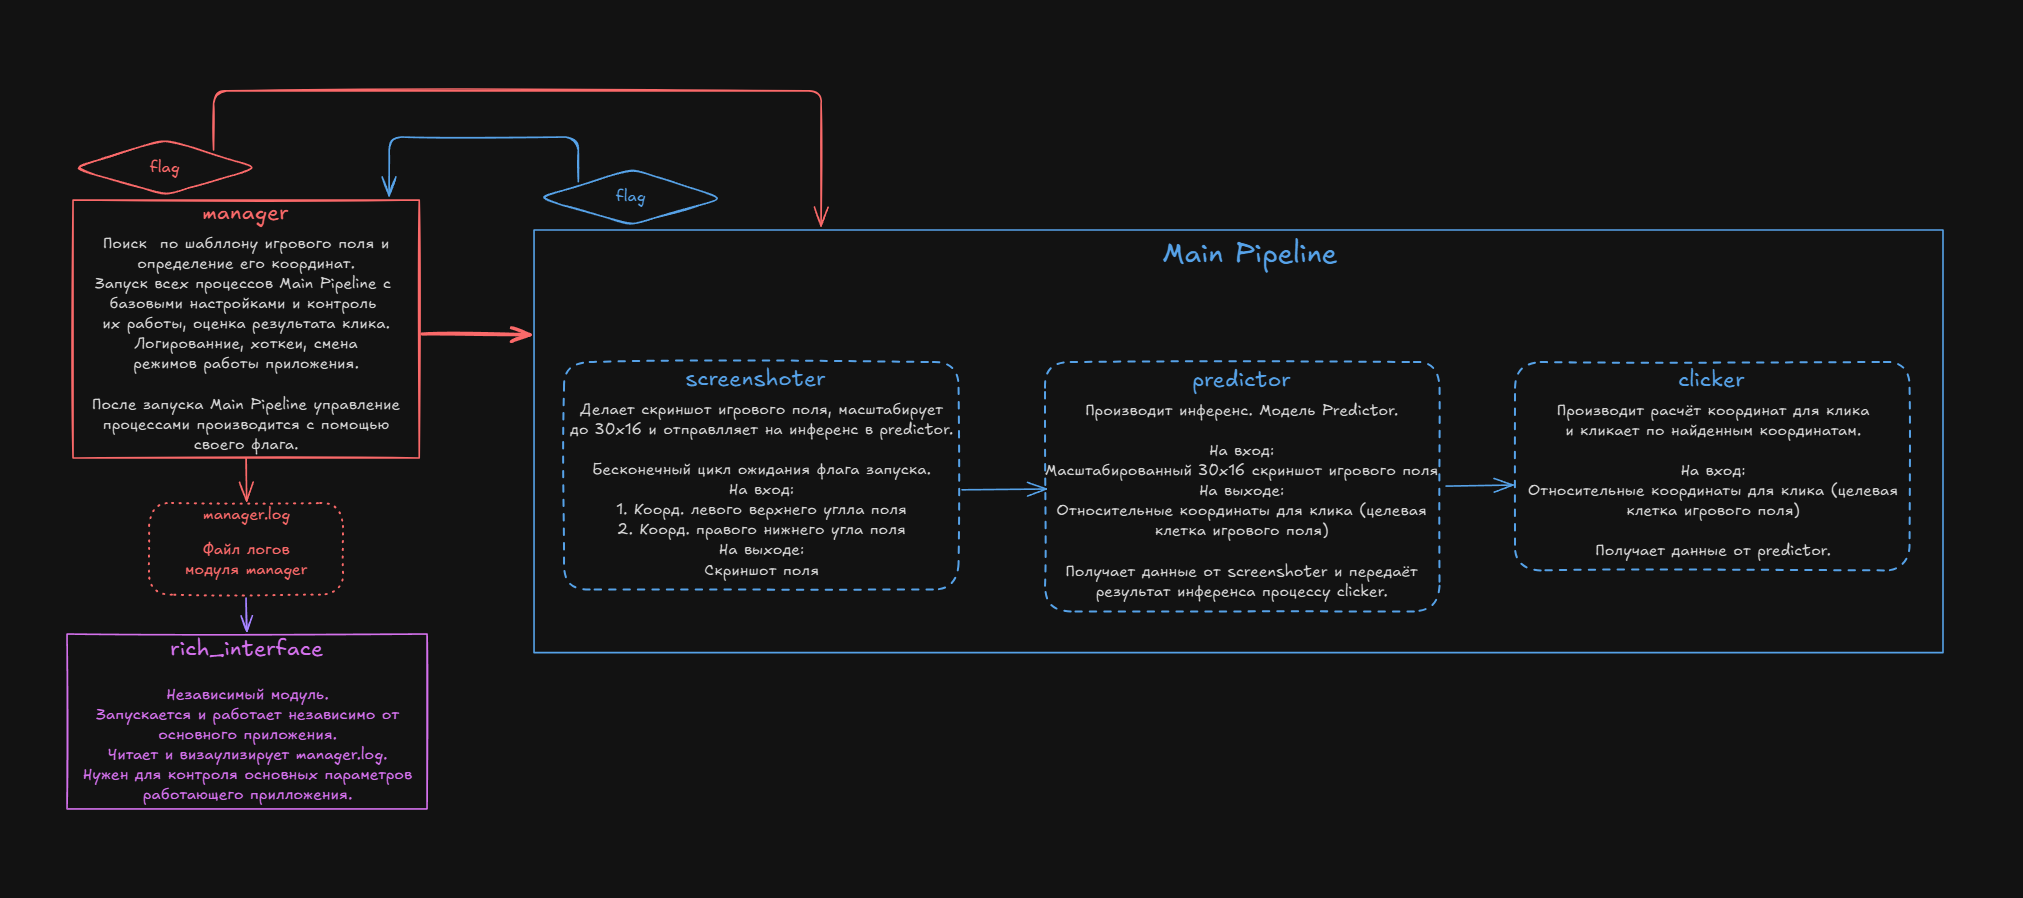 flag
manager
Поиск по шабллону игрового поля и
определение его координат.
Запуск всех процессов Main Pipeline с
базовыми настройками и контроль
их работы, оценка результата клика.
Логированние, хоткеи, смена
режимов работы приложения.
После запуска Main Pipeline управление
процессами производится с помощью
своего флага.
manager.log
Файл логов
модуля manager
rich_interface
Независимый модуль.
Запускается и работает независимо от
основного приложения.
Читает и визаулизирует manager.log.
Нужен для контроля основных параметров
работающего прилложения.
flag
Main Pipeline
screenshoter
Делает скриншот игрового поля, масштабирует
до 30x16 и отправлляет на инференс в predictor.
Бесконечный цикл ожидания флага запуска.
На вход:
1. Коорд. левого верхнего углла поля
2. Коорд. правого нижнего угла поля
На выходе:
Скриншот поля
predictor
Производит инференс. Модель Predictor.
На вход:
Масштабированный 30x16 скриншот игрового поля
На выходе:
Относительные координаты для клика (целевая
клетка игрового поля)
Получает данные от screenshoter и передаёт
результат инференса процессу clicker.
clicker
Производит расчёт координат для клика
и кликает по найденным координатам.
На вход:
Относительные координаты для клика (целевая
клетка игрового поля)
Получает данные от predictor.